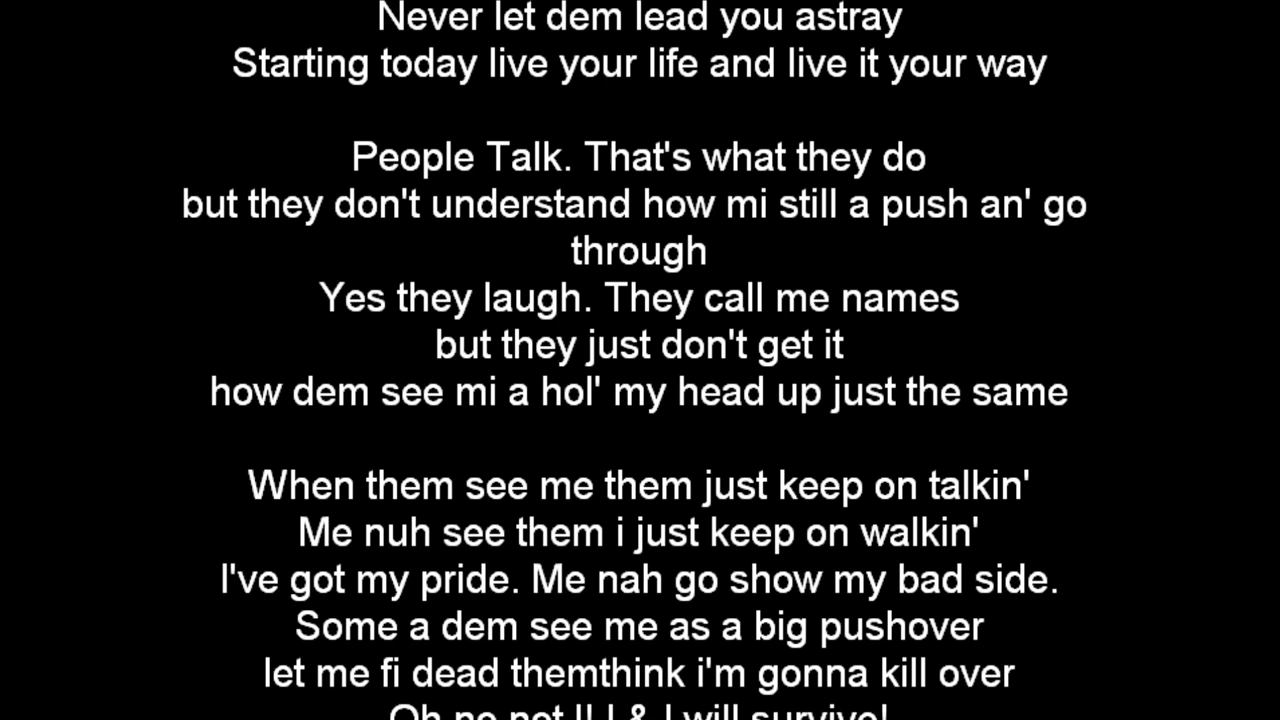 Never let dem lead you astray
Starting today live your life and live it your way
People Talk. That's what they do
but they don't understand how mi still a push an' go
through
Yes they laugh. They call me names
but they just don't get it
how dem see mi a hol' my head up just the same
When them see me them just keep on talkin'
Me nuh see them i just keep on walkin'
I've got my pride. Me nah go show my bad side.
Some a dem see me as a big pushover
let me fi dead themthink i'm gonna kill over
Oh no not I! I & I will survive!